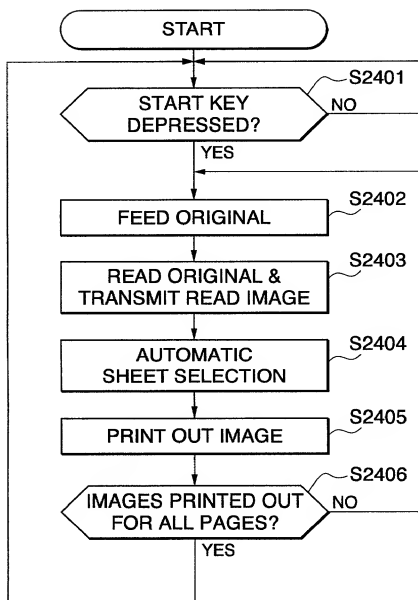 START
S2401
START KEY
DEPRESSED?
NO
YES
S2402
FEED ORIGINAL
S2403
READ ORIGINAL &
TRANSMIT READ IMAGE
S2404
AUTOMATIC
SHEET SELECTION
S2405
PRINT OUT IMAGE
S2406
IMAGES PRINTED OUT
FOR ALL PAGES?
NO
YES